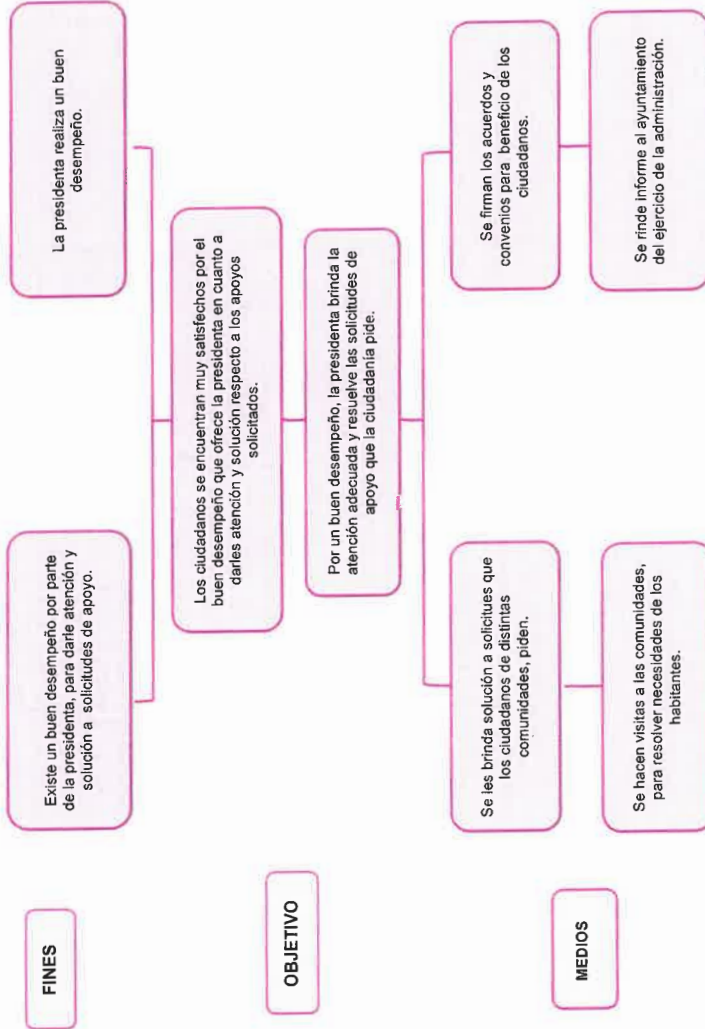 FINES
Existe un buen desempeño por parte
de la presidenta, para darle atención y
solución a solicitudes de apoyo.
La presidenta realiza un buen
desempeño.
OBJETIVO
Los ciudadanos se encuentran muy satisfechos por el
buen desempeño que ofrece la presidenta en cuanto a
darles atención y solución respecto a los apoyos
solicitados.
Por un buen desempeño, la presidenta brinda la
atención adecuada y resuelve las solicitudes de
apoyo que la ciudadanía pide.
MEDIOS
Se les brinda solución a solicitues que
los ciudadanos de distintas
comunidades, piden.
Se firman los acuerdos y
convenios para beneficio de los
ciudadanos.
Se hacen visitas a las comunidades,
para resolver necesidades de los
habitantes.
Se rinde informe al ayuntamiento
del ejercicio de la administración.